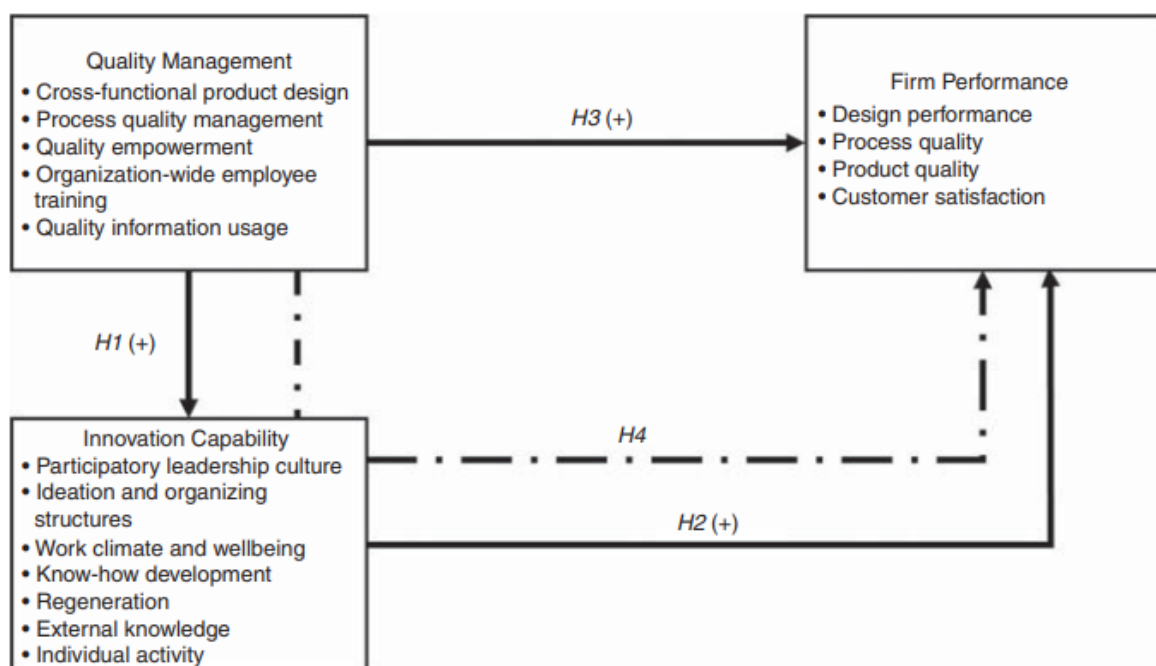 Quality Management
• Cross-functional product design
• Process quality management
• Quality empowerment
• Organization-wide employee
training
• Quality information usage
H3 (+)
Firm Performance
• Design performance
• Process quality
• Product quality
• Customer satisfaction
H1 (+)
Innovation Capability
• Participatory leadership culture
• Ideation and organizing
structures
• Work climate and wellbeing
• Know-how development
• Regeneration
• External knowledge
• Individual activity
H4
H2 (+)